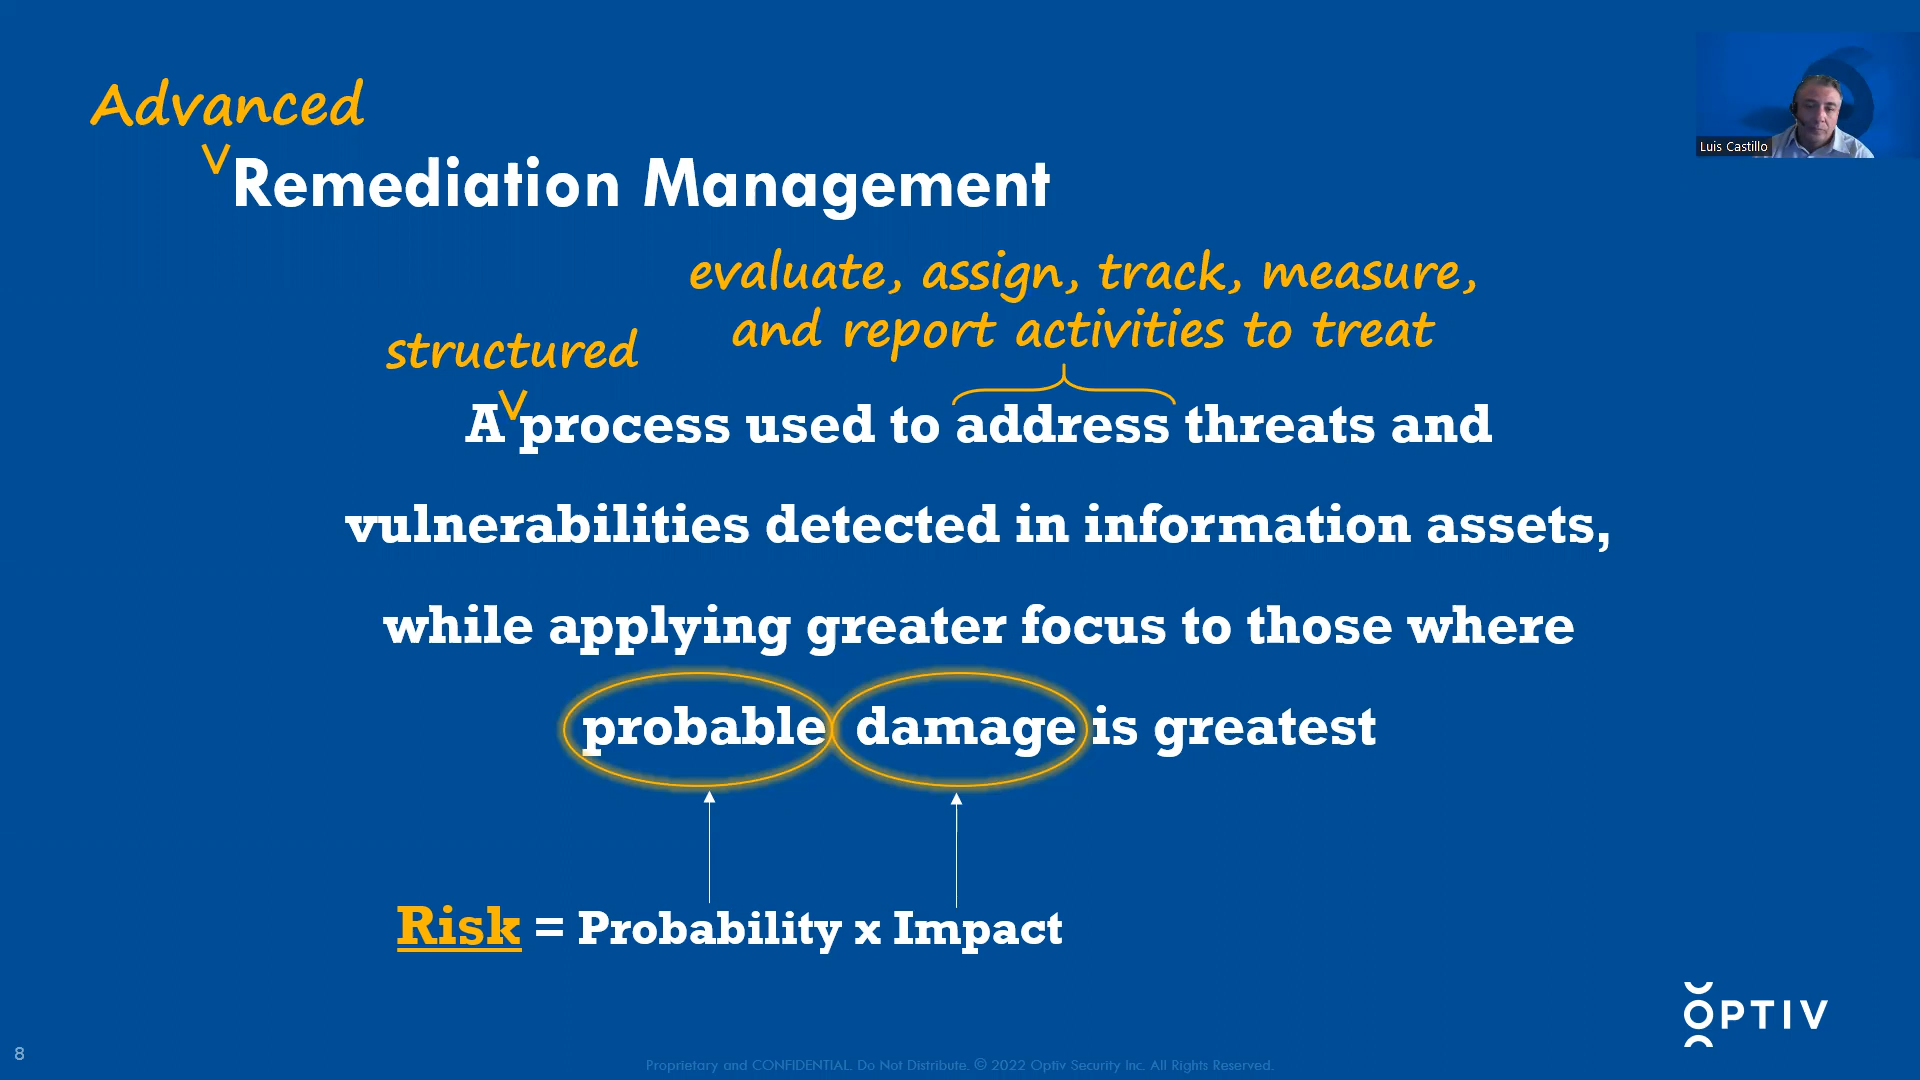 Advanced
V
Remediation Management
evaluate, assign, track, measure,
and report activities to treat
structured
V
A process used to address threats and
vulnerabilities detected in information assets,
while applying greater focus to those where
probable damage is greatest
Risk = Probability x Impact
Luis Castillo
OPTIV
8
Proprietary and CONFIDENTIAL. Do Not Distribute. © 2022 Optiv Security Inc. All Rights Reserved.